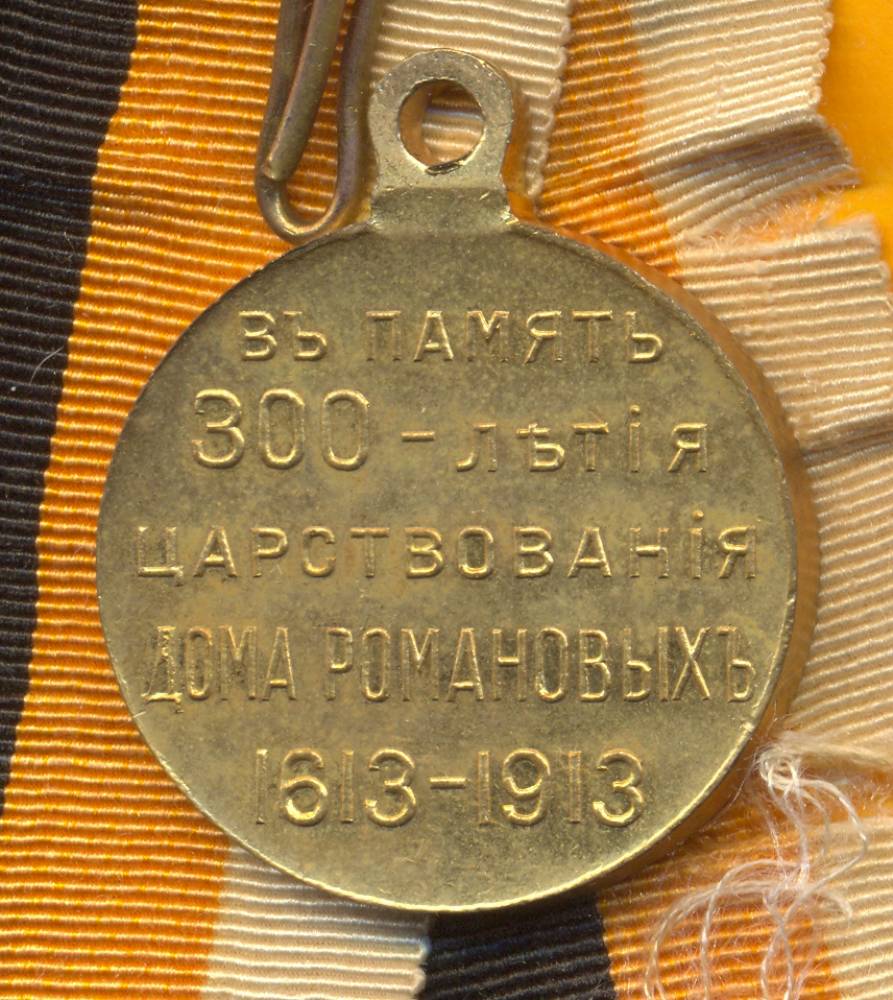 ВЪ ПАМЯТЬ
300-лѣтія
ЦАРСТВОВАНІЯ
ДОМА РОМАНОВЫХЪ
1613-1913